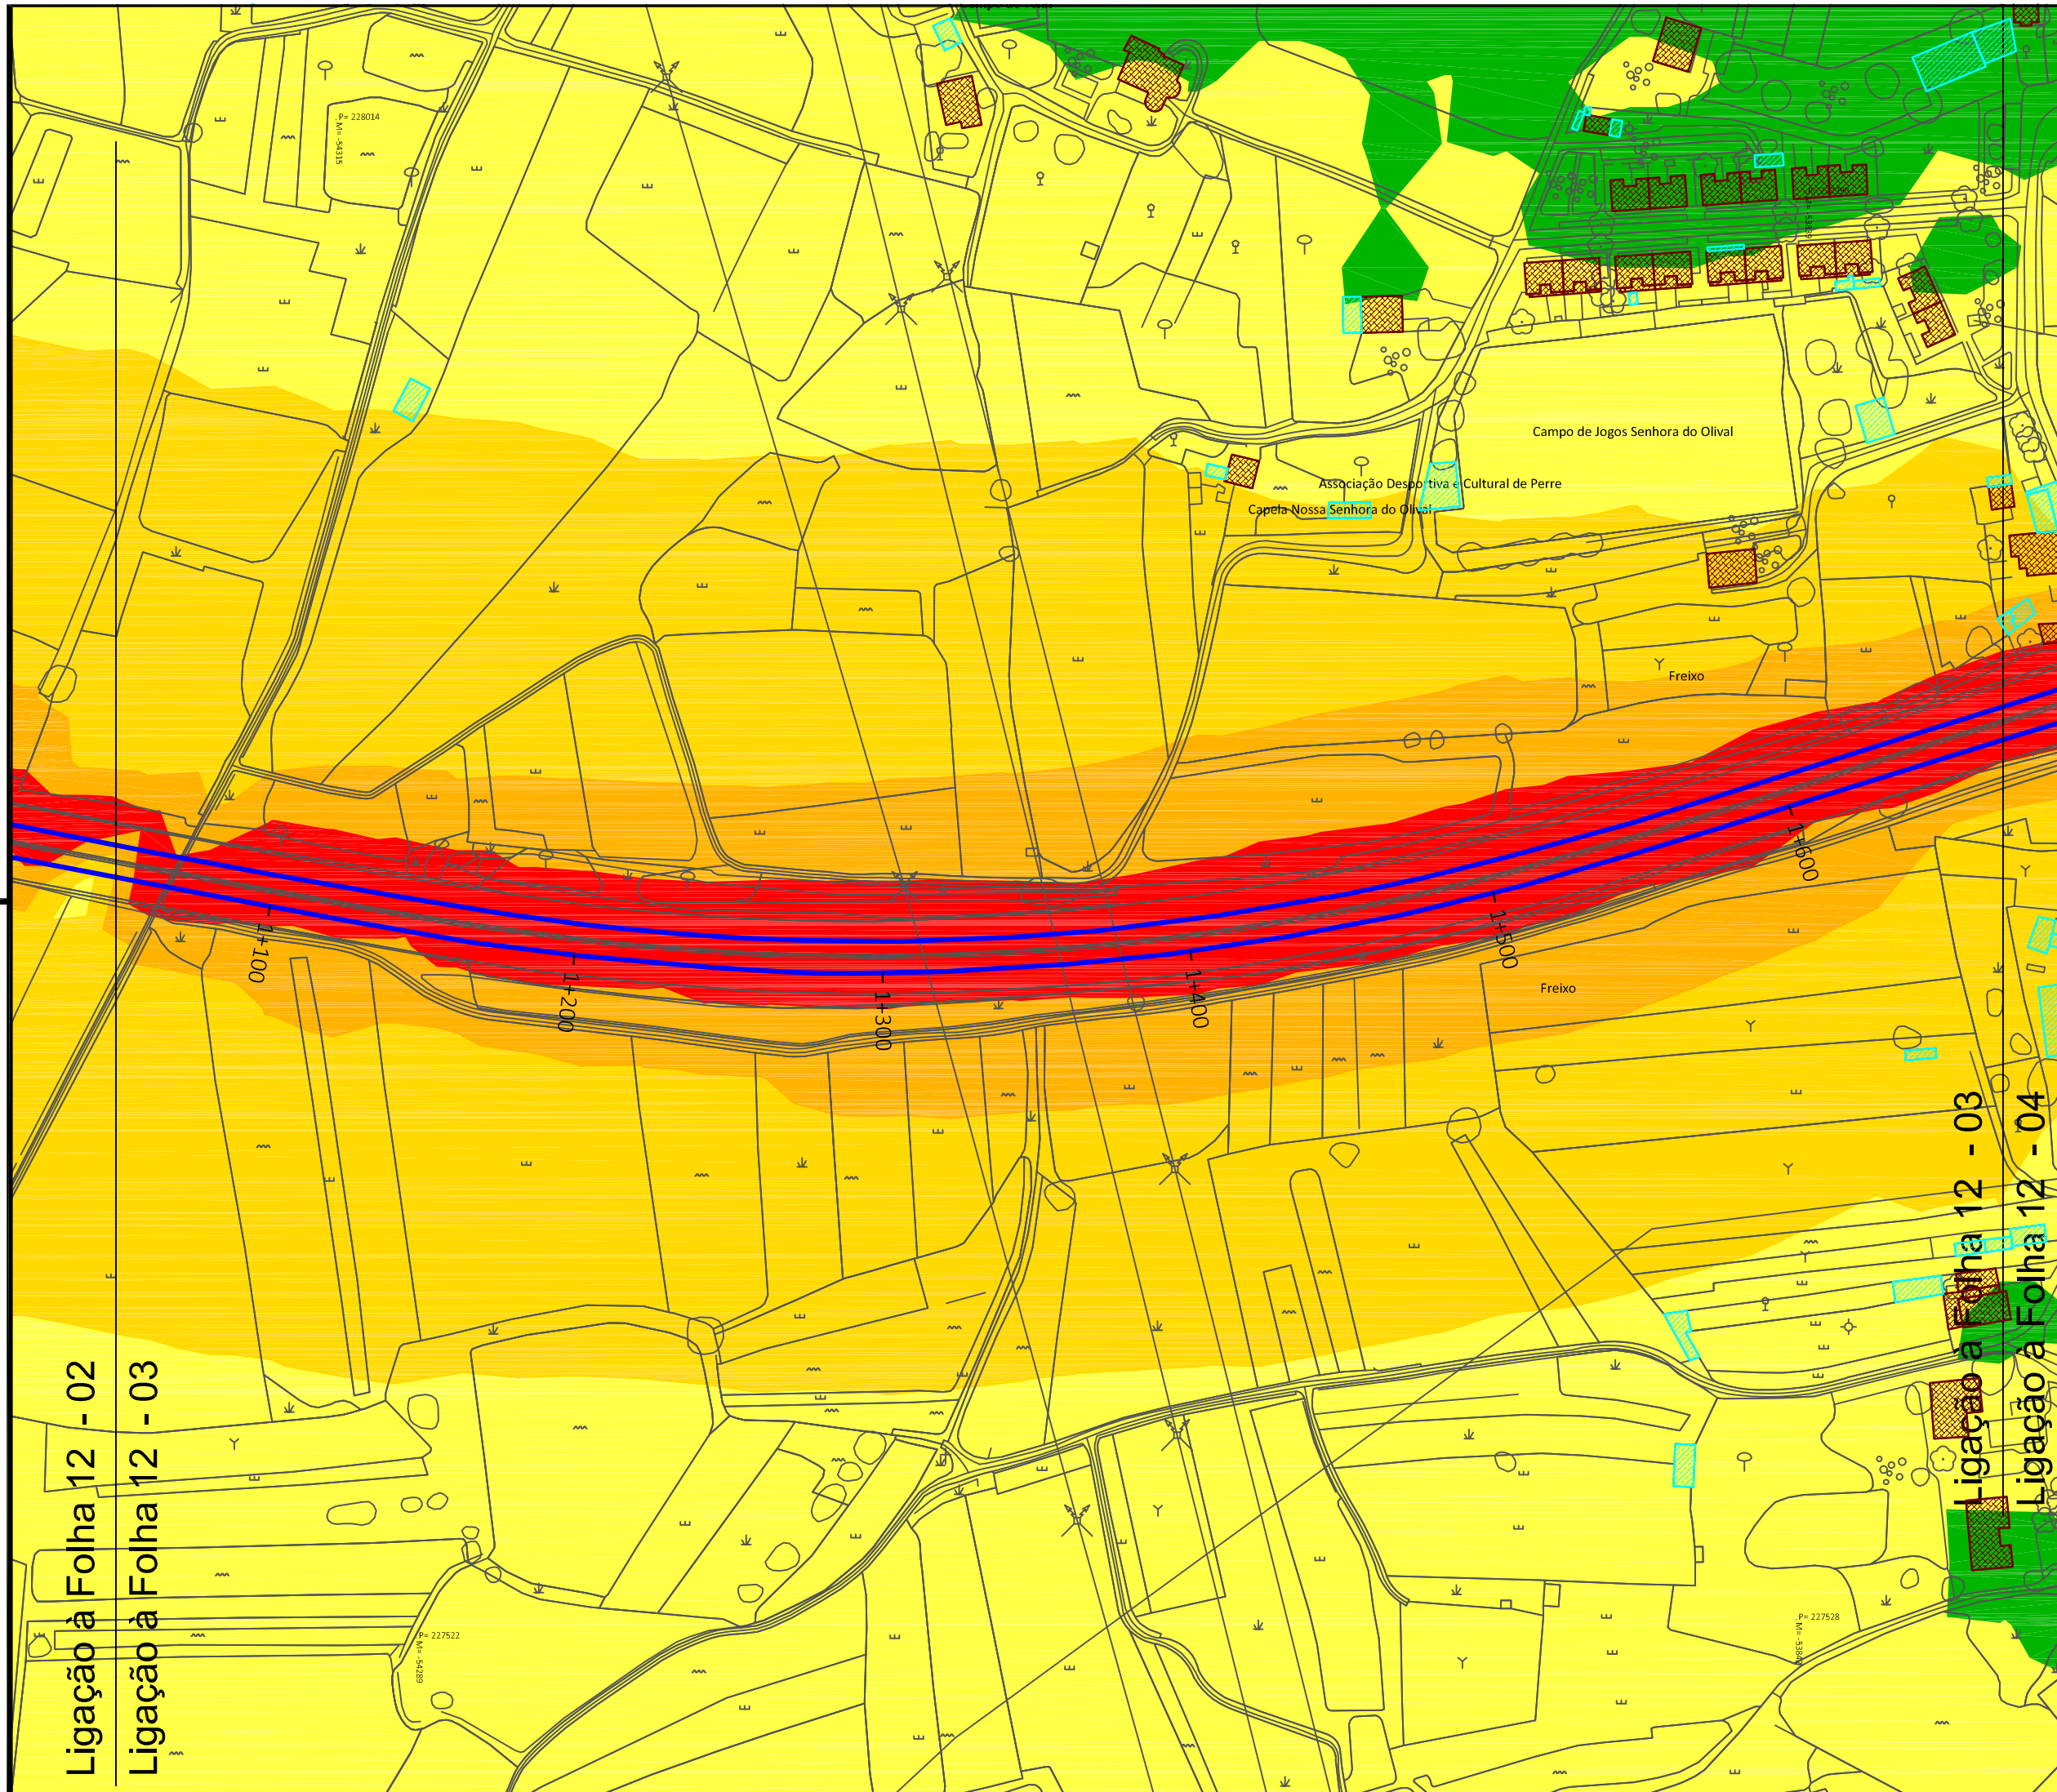 P= 228014
M= -54315
Campo de Jogos Senhora do Olival
Associação Desportiva e Cultural de Perre
Capela Nossa Senhora do Olival
Freixo
1+600
1+500
1+100
1+200
1+300
1+400
Freixo
Ligação à Folha 12 - 03
Ligação à Folha 12 - 04
Ligação à Folha 12 - 02
Ligação à Folha 12 - 03
P= 227522
M= -54289
P= 227528